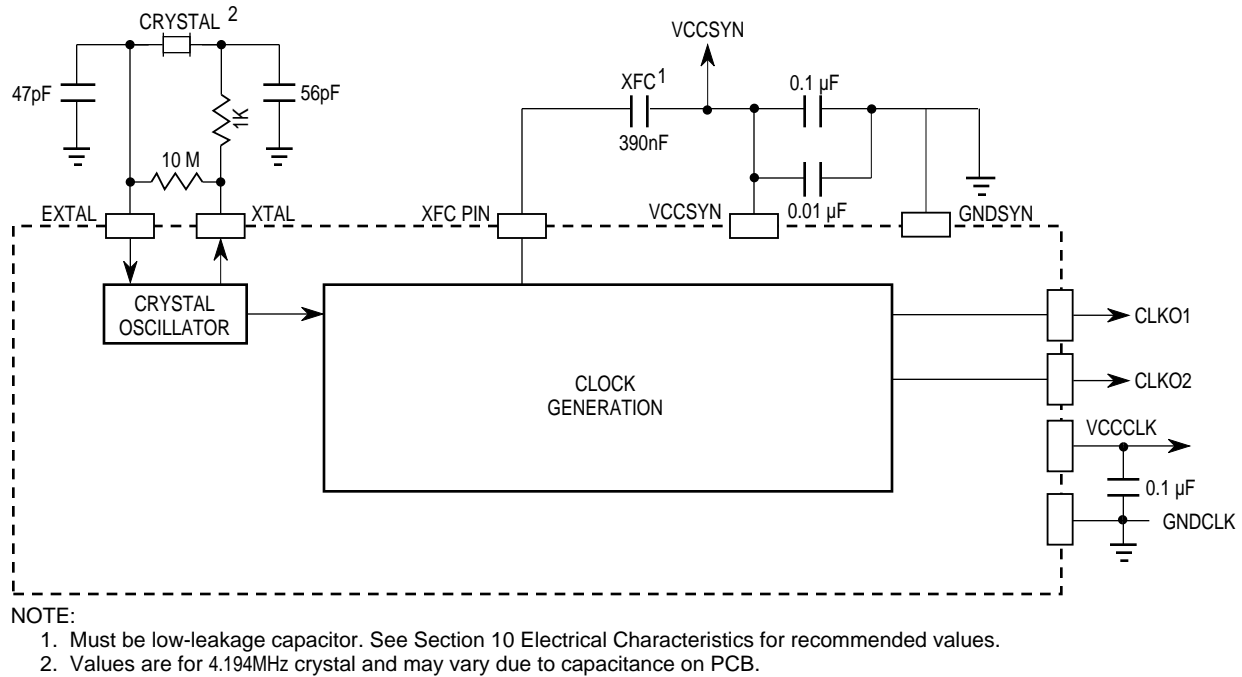 CRYSTAL 2
VCCSYN
47pF
56pF
1K
10 M
XFC1
390nF
0.1 µF
0.01 µF
EXTAL
XTAL
XFC PIN
VCCSYN
GNDSYN
CRYSTAL
OSCILLATOR
CLOCK
GENERATION
CLKO1
CLKO2
VCCCLK
0.1 µF
GNDCLK
NOTE:
1. Must be low-leakage capacitor. See Section 10 Electrical Characteristics for recommended values.
2. Values are for 4.194MHz crystal and may vary due to capacitance on PCB.